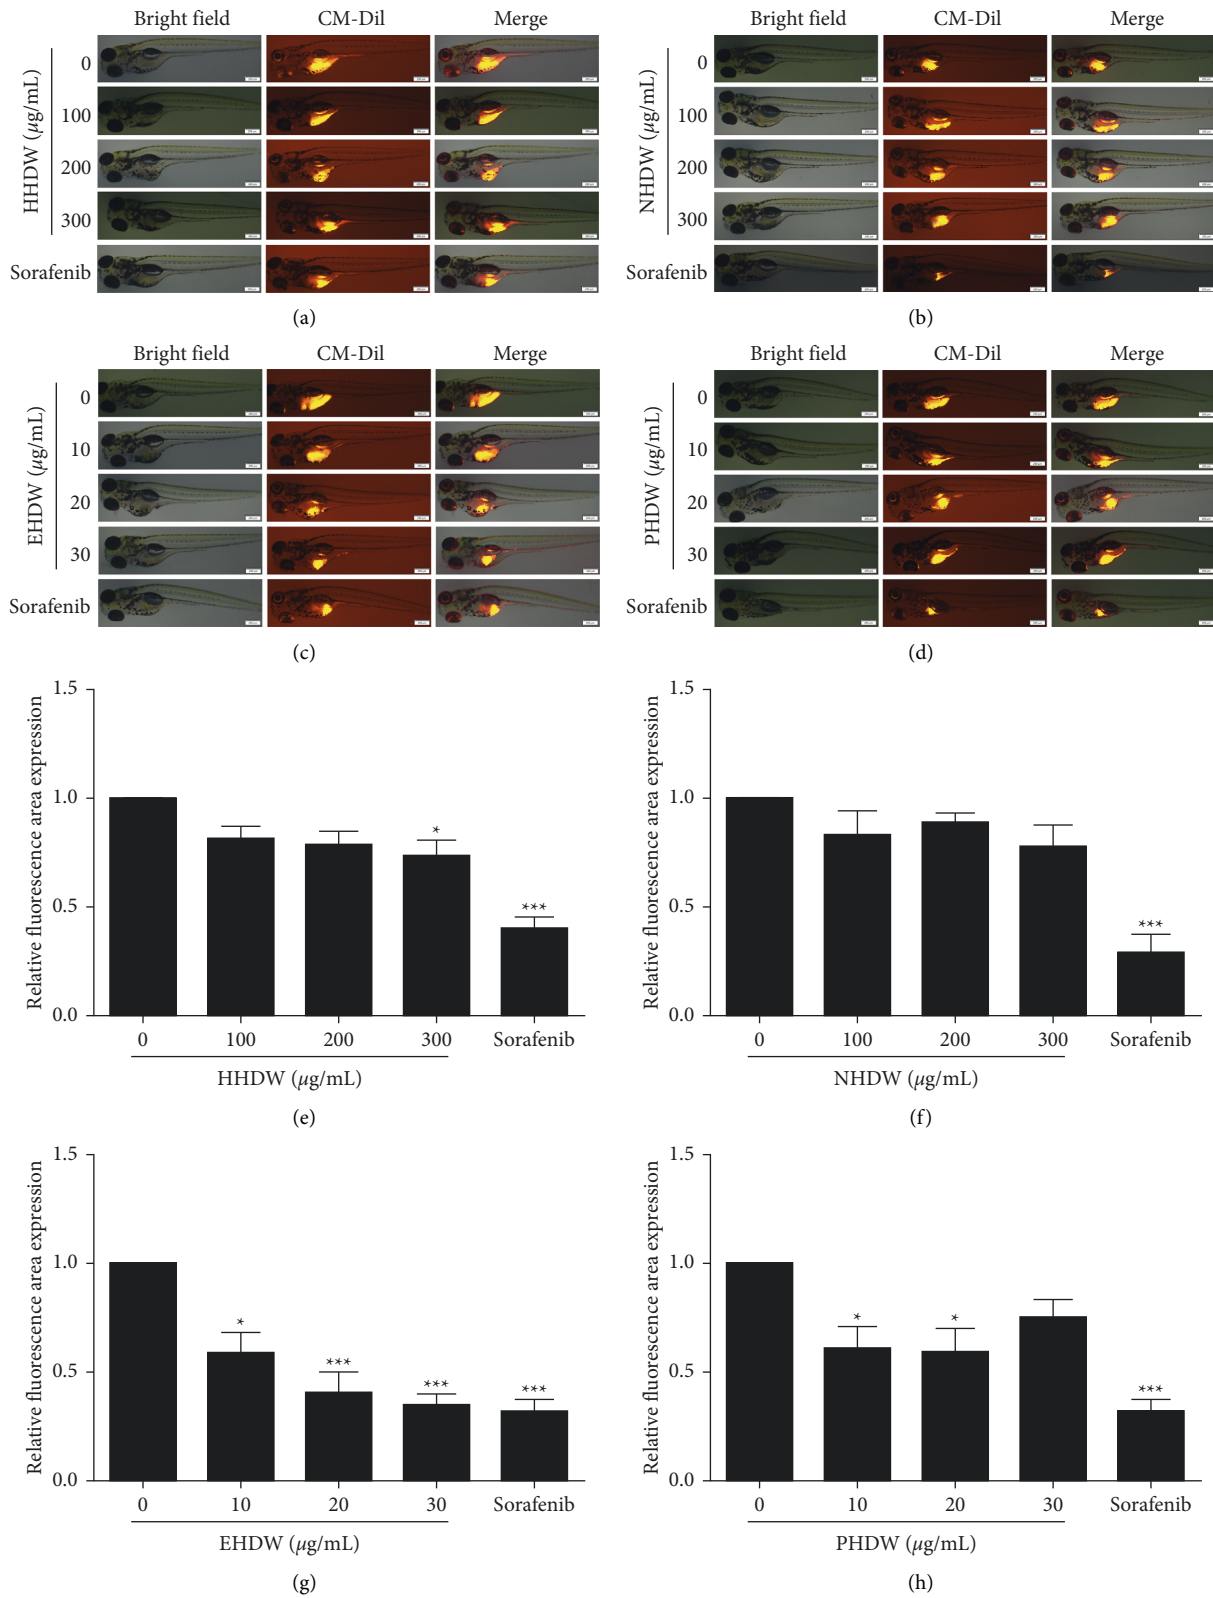 Bright field CM-Dil Merge
HHDW (μg/mL)
0
100
200
300
Sorafenib
(a)
Bright field CM-Dil Merge
NHDW (μg/mL)
0
100
200
300
Sorafenib
(b)
Bright field CM-Dil Merge
EHDW (μg/mL)
0
10
20
30
Sorafenib
(c)
Bright field CM-Dil Merge
PHDW (μg/mL)
0
10
20
30
Sorafenib
(d)
Relative fluorescence area expression
1.5
1.0
0.5
0.0
*
***
0 100 200 300 Sorafenib
HHDW (μg/mL)
(e)
Relative fluorescence area expression
1.5
1.0
0.5
0.0
***
0 100 200 300 Sorafenib
NHDW (μg/mL)
(f)
Relative fluorescence area expression
1.5
1.0
0.5
0.0
*
***
***
***
0 10 20 30 Sorafenib
EHDW (μg/mL)
(g)
Relative fluorescence area expression
1.5
1.0
0.5
0.0
*
*
***
0 10 20 30 Sorafenib
PHDW (μg/mL)
(h)